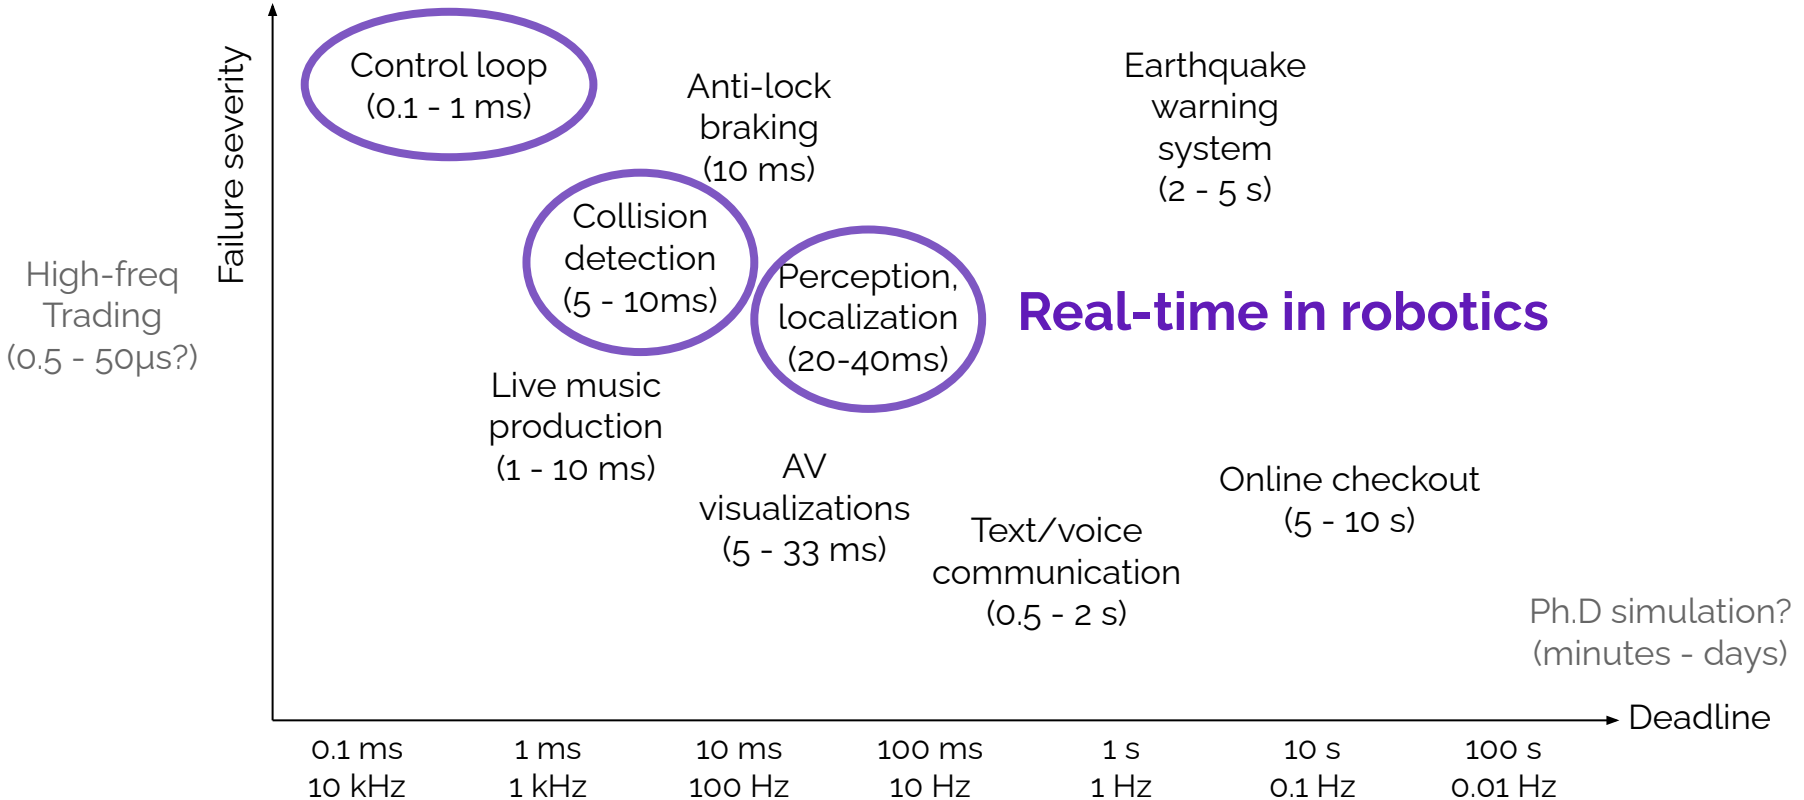 Failure severity
High-freq
Trading
(0.5 - 50µs?)
Control loop
(0.1 - 1 ms)
Anti-lock
braking
(10 ms)
Earthquake
warning
system
(2 - 5 s)
Collision
detection
(5 - 10ms)
Perception,
localization
(20-40ms)
Real-time in robotics
Live music
production
(1 - 10 ms)
AV
visualizations
(5 - 33 ms)
Text/voice
communication
(0.5 - 2 s)
Online checkout
(5 - 10 s)
Ph.D simulation?
(minutes - days)
Deadline
0.1 ms
10 kHz
1 ms
1 kHz
10 ms
100 Hz
100 ms
10 Hz
1 s
1 Hz
10 s
0.1 Hz
100 s
0.01 Hz